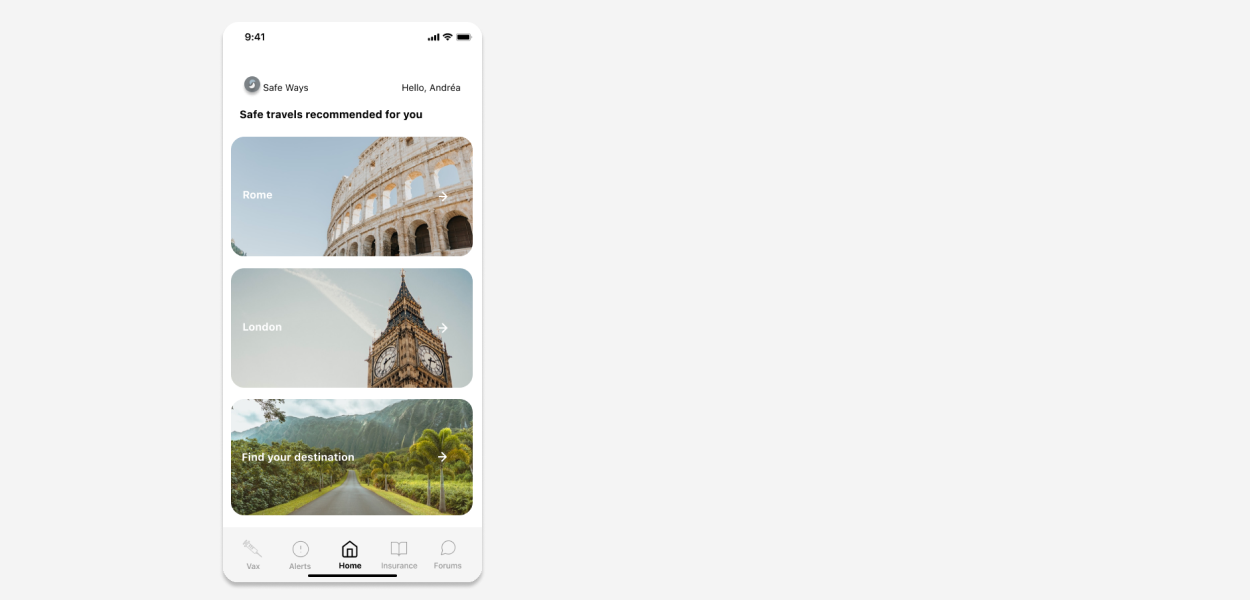 9:41
Safe Ways
Hello, Andréa
Safe travels recommended for you
Rome
London
Find your destination
Vax
Alerts
Home
Insurance
Forums